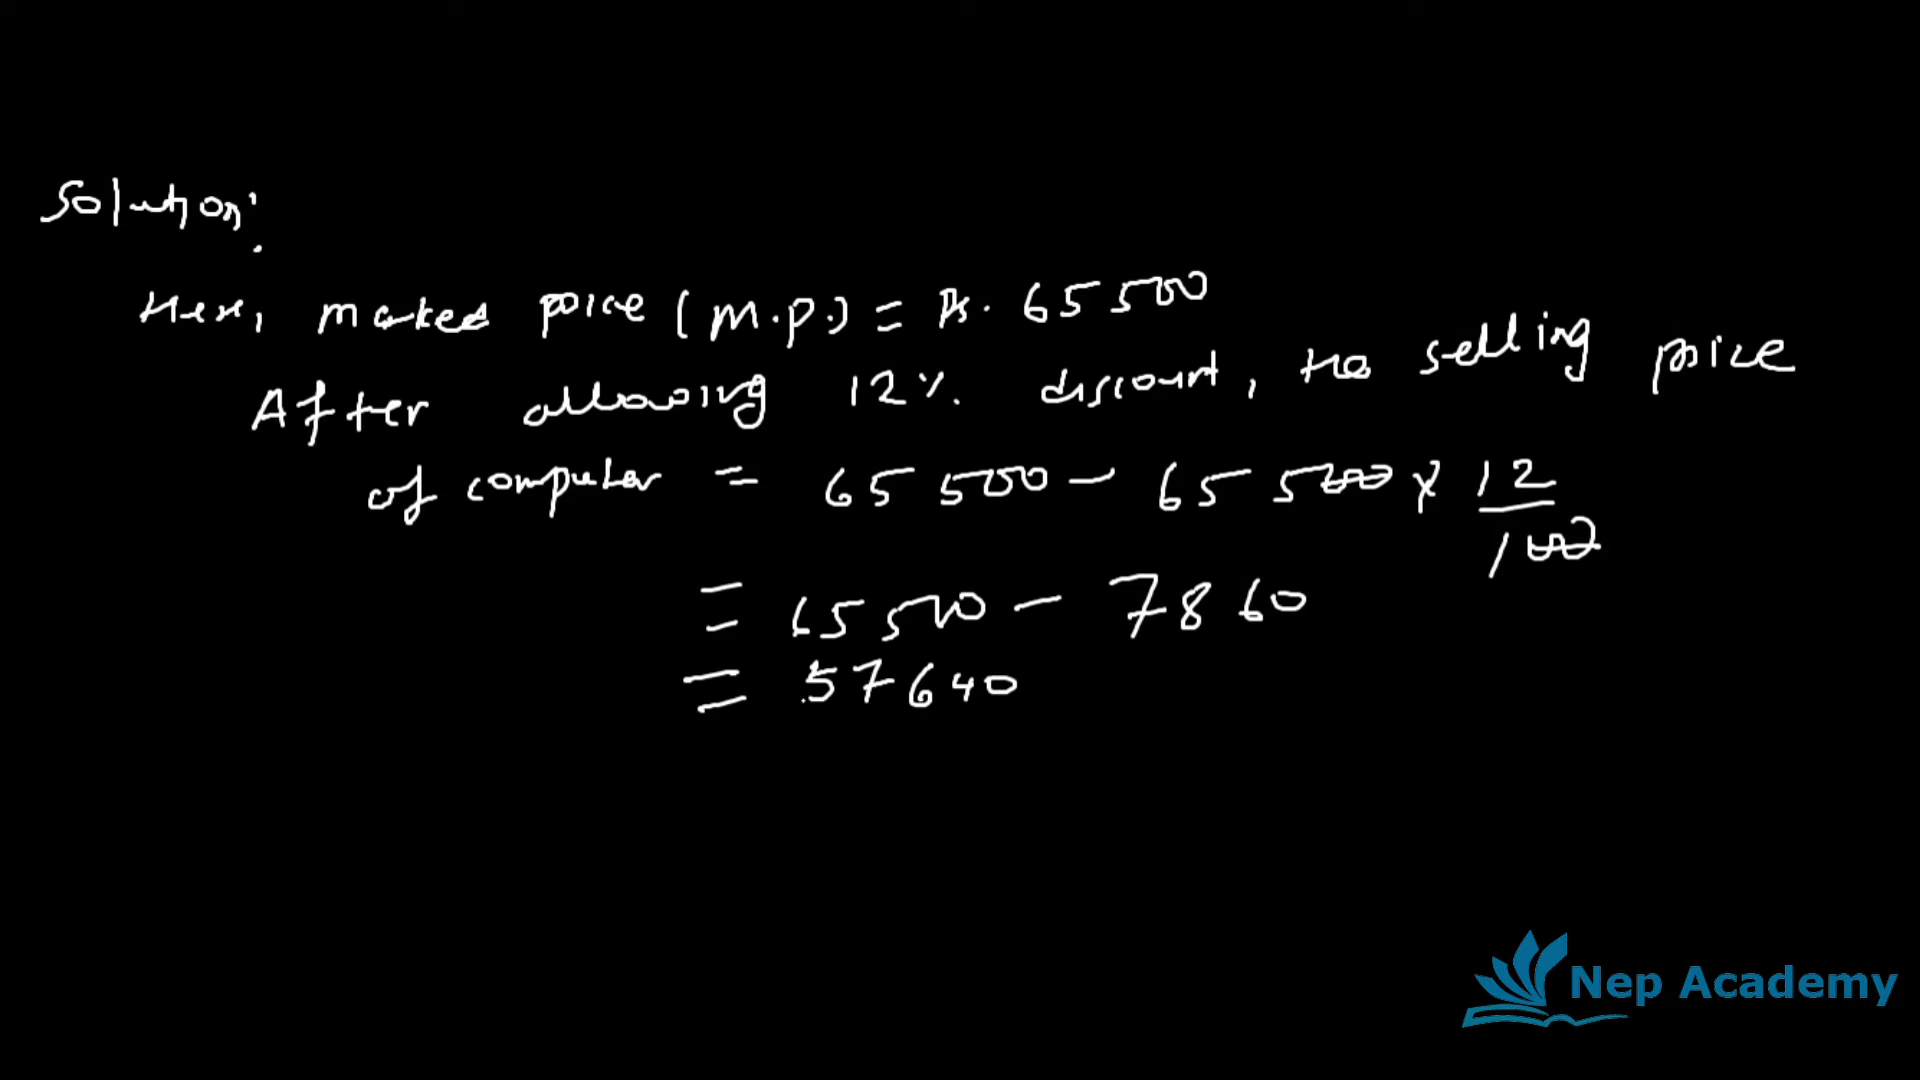 Solution:
Here, marked price (M.P.) = Rs. 65500
After allowing 12% discount, the selling price
of computer = 65500 - 65500 × 12/100
= 65500 - 7860
= 57640
Nep Academy